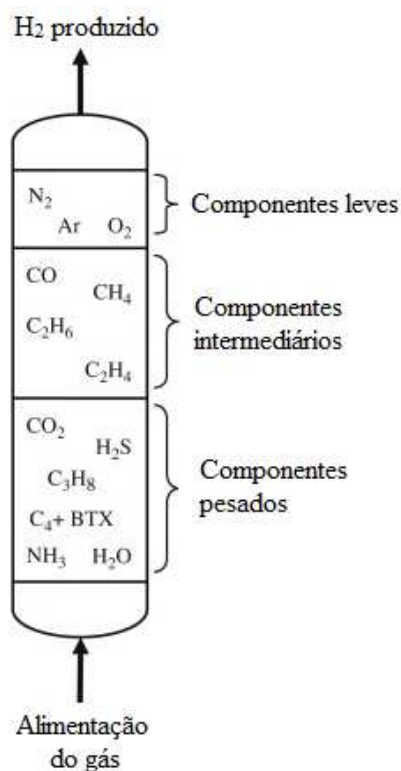 H₂ produzido
N₂
Ar O₂
Componentes leves
CO
CH₄
C₂H₆
C₂H₄
Componentes
intermediários
CO₂
H₂S
C₃H₈
C₄+ BTX
NH₃ H₂O
Componentes
pesados
Alimentação
do gás